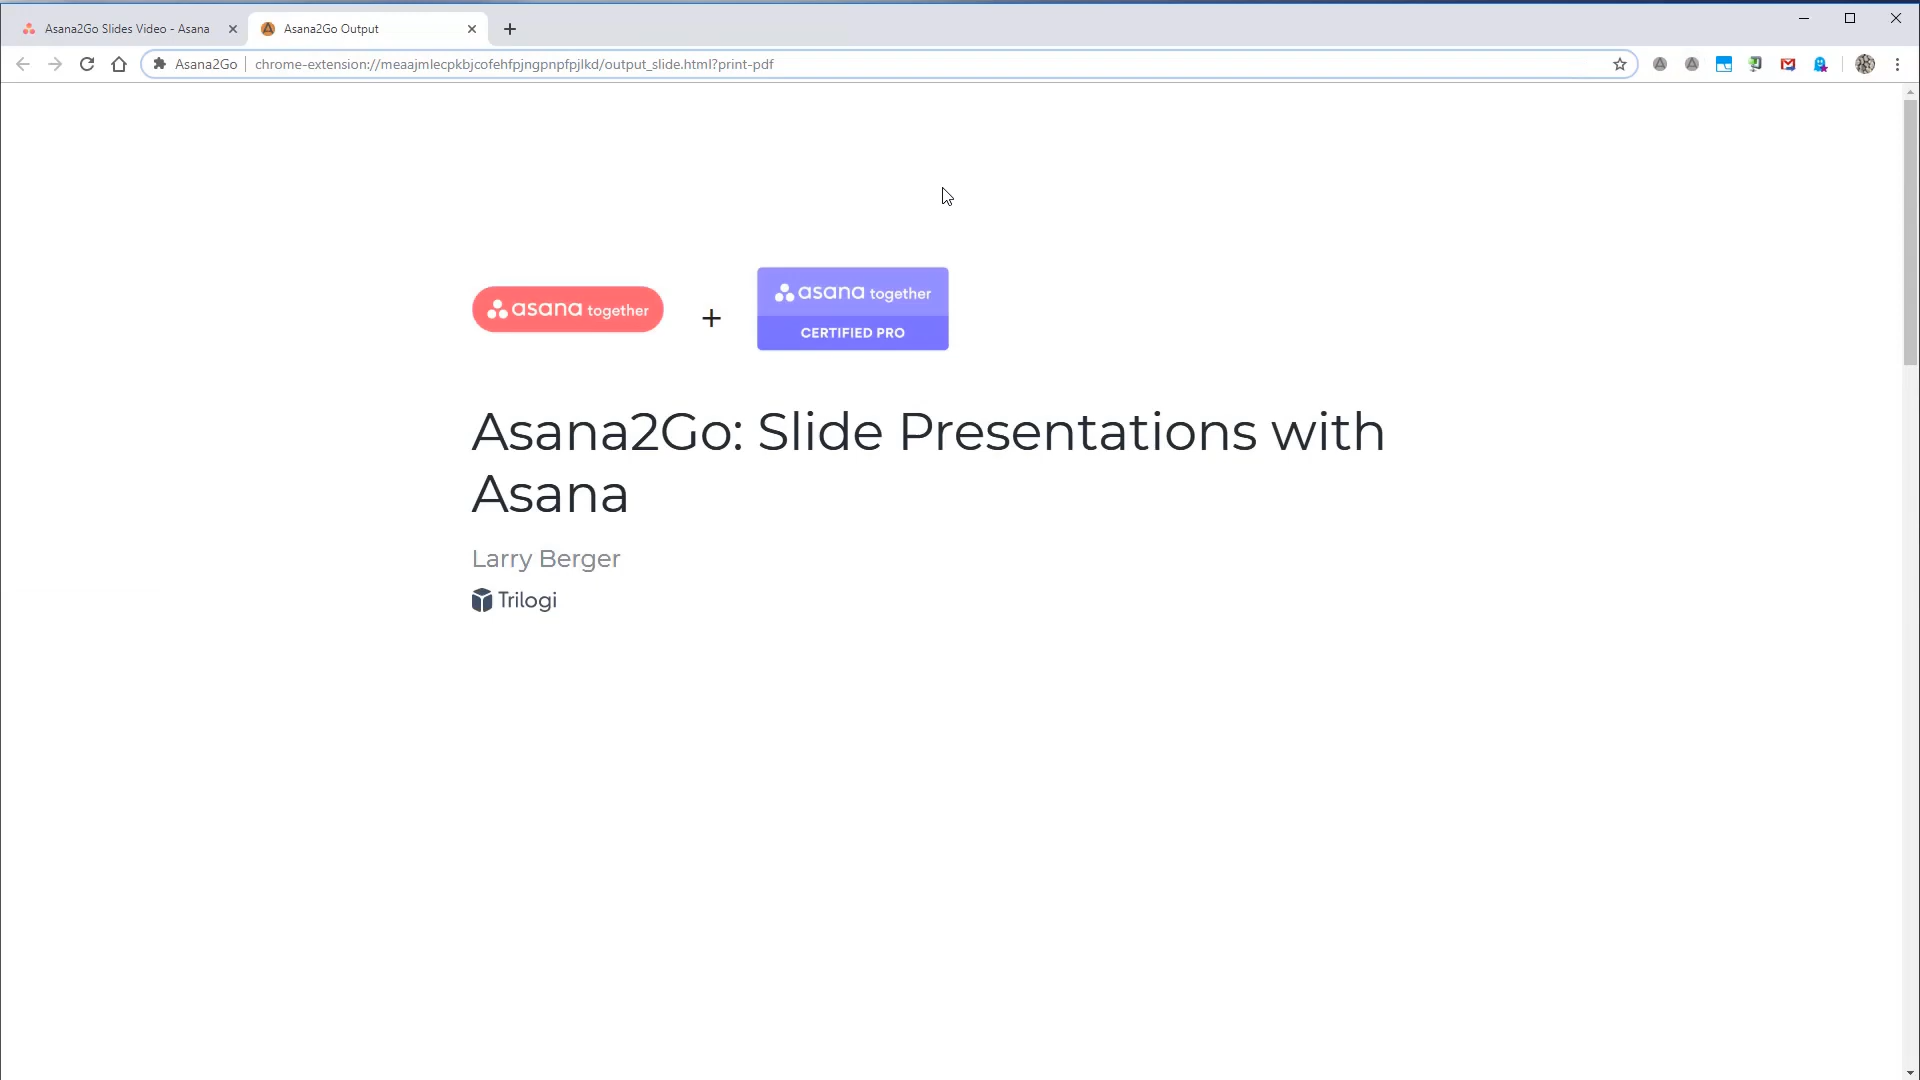 Asana2Go Slides Video - Asana
Asana2Go Output
Asana2Go
chrome-extension://meaajmlecpkbjcofehfpjngpnpfpjlkd/output_slide.html?print-pdf
asana together
+
asana together
CERTIFIED PRO
Asana2Go: Slide Presentations with
Asana
Larry Berger
Trilogi